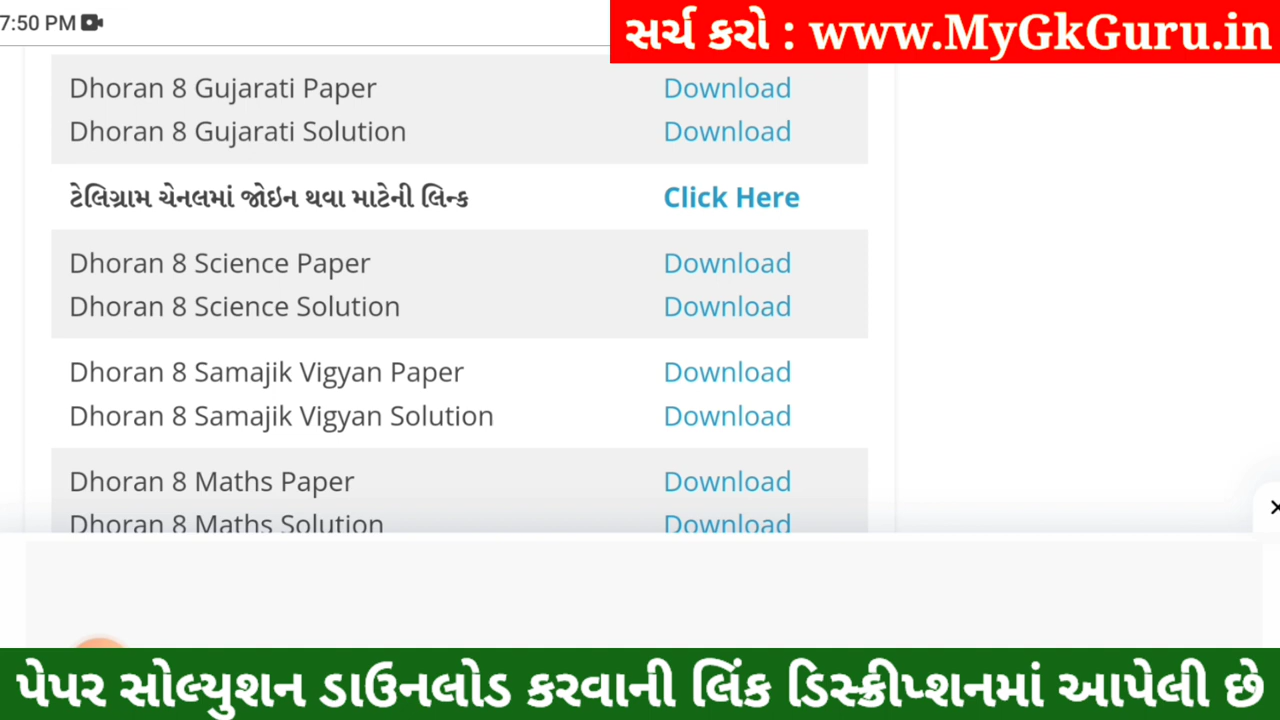 7:50 PM
સર્ચ કરો : www.MyGkGuru.in
Dhoran 8 Gujarati Paper Download
Dhoran 8 Gujarati Solution Download
ટેલિગ્રામ ચેનલમાં જોઇન થવા માટેની લિન્ક Click Here
Dhoran 8 Science Paper Download
Dhoran 8 Science Solution Download
Dhoran 8 Samajik Vigyan Paper Download
Dhoran 8 Samajik Vigyan Solution Download
Dhoran 8 Maths Paper Download
Dhoran 8 Maths Solution Download
પેપર સોલ્યુશન ડાઉનલોડ કરવાની લિંક ડિસ્ક્રીપ્શનમાં આપેલી છે